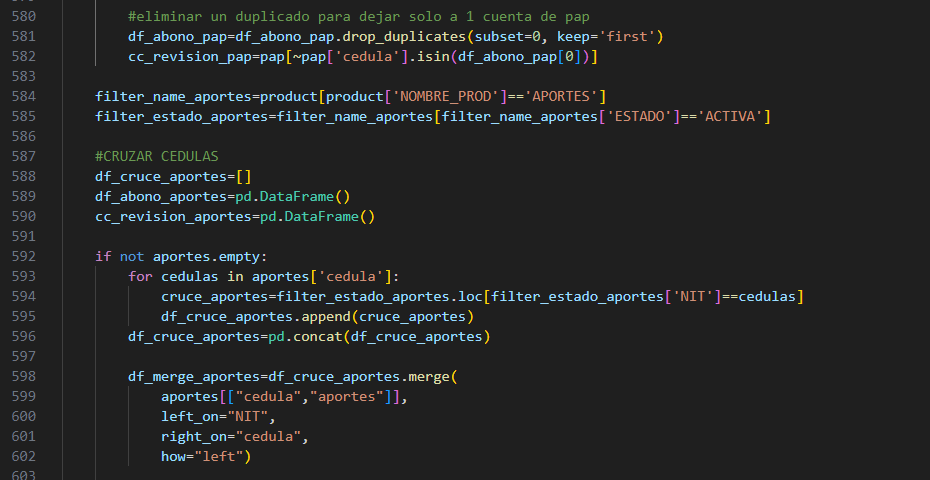 580 #eliminar un duplicado para dejar solo a 1 cuenta de pap
581 df_abono_pap=df_abono_pap.drop_duplicates(subset=0, keep='first')
582 cc_revision_pap=pap[~pap['cedula'].isin(df_abono_pap[0])]
583
584 filter_name_aportes=product[product['NOMBRE_PROD']=='APORTES']
585 filter_estado_aportes=filter_name_aportes[filter_name_aportes['ESTADO']=='ACTIVA']
586
587 #CRUZAR CEDULAS
588 df_cruce_aportes=[]
589 df_abono_aportes=pd.DataFrame()
590 cc_revision_aportes=pd.DataFrame()
591
592 if not aportes.empty:
593 for cedulas in aportes['cedula']:
594 cruce_aportes=filter_estado_aportes.loc[filter_estado_aportes['NIT']==cedulas]
595 df_cruce_aportes.append(cruce_aportes)
596 df_cruce_aportes=pd.concat(df_cruce_aportes)
597
598 df_merge_aportes=df_cruce_aportes.merge(
599 aportes[["cedula","aportes"]],
600 left_on="NIT",
601 right_on="cedula",
602 how="left")
603